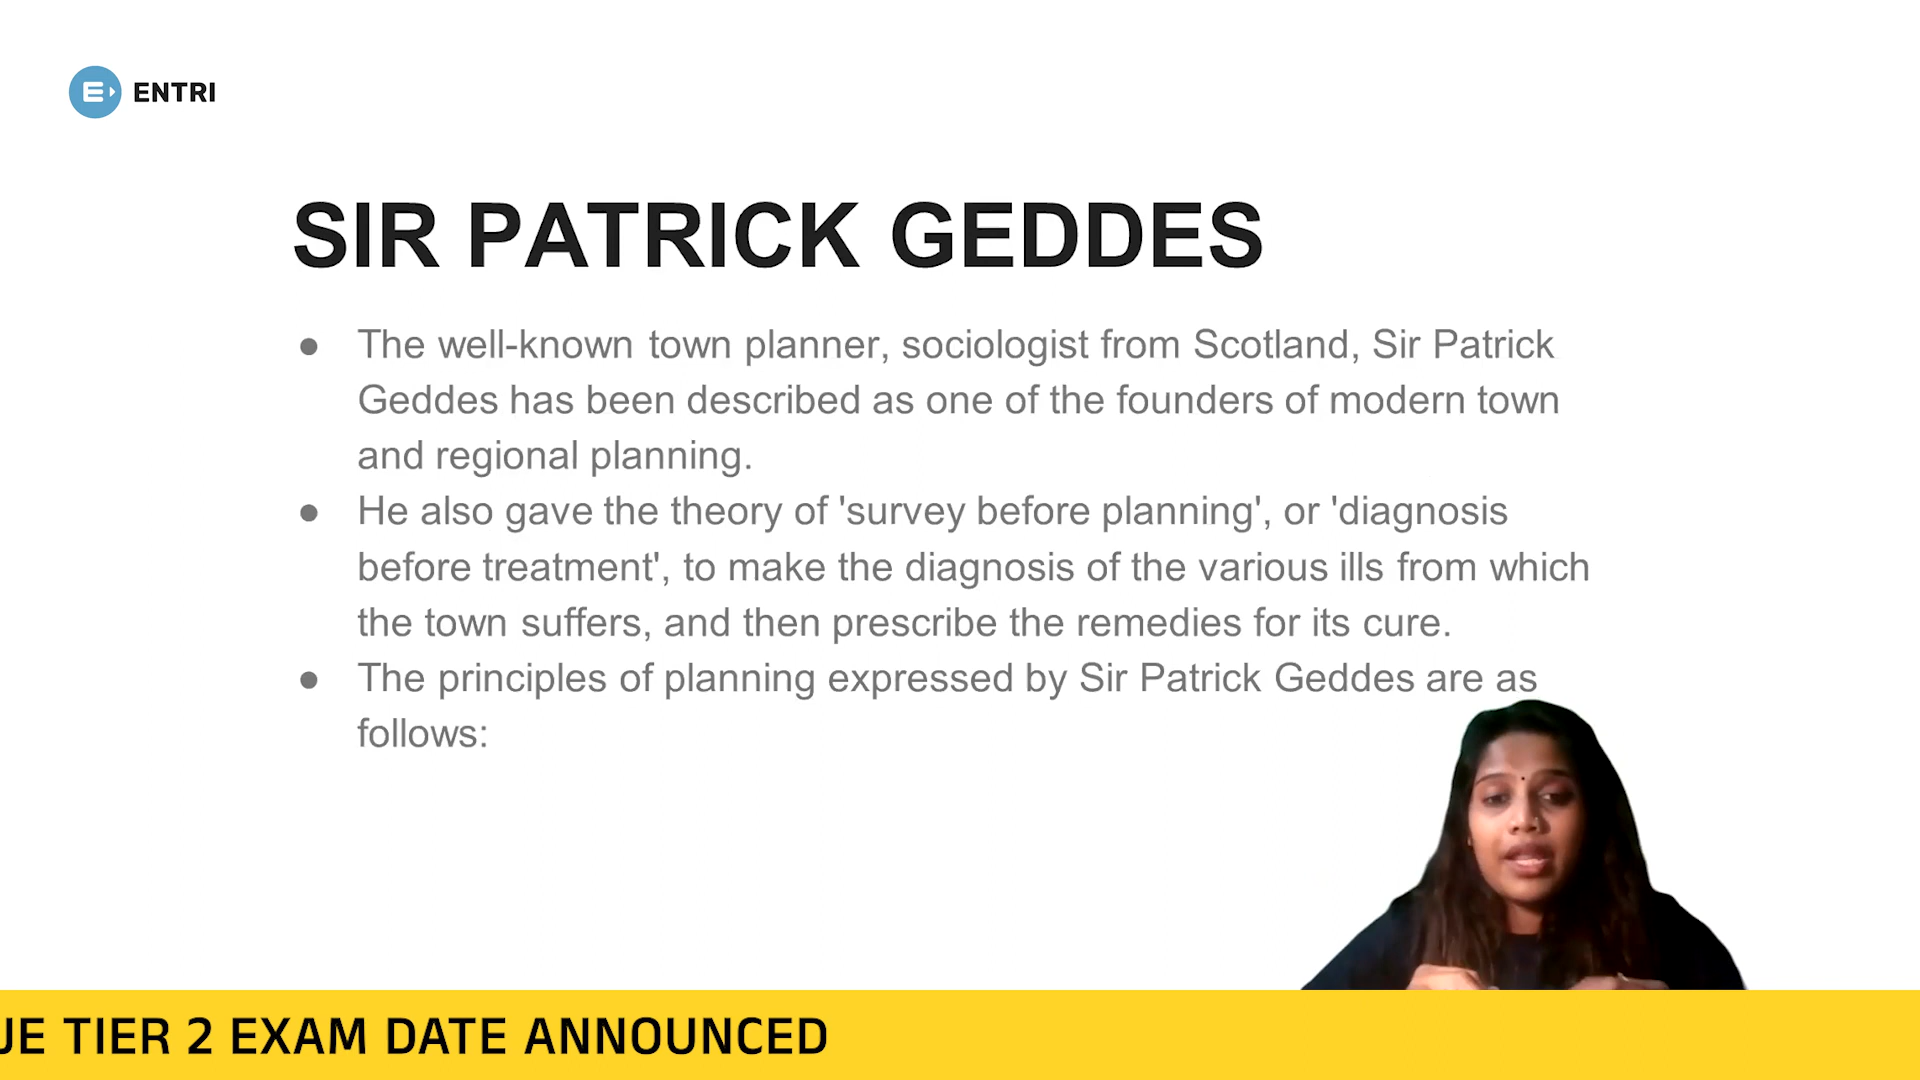 ENTRI
SIR PATRICK GEDDES
● The well-known town planner, sociologist from Scotland, Sir Patrick
Geddes has been described as one of the founders of modern town
and regional planning.
● He also gave the theory of 'survey before planning', or 'diagnosis
before treatment', to make the diagnosis of the various ills from which
the town suffers, and then prescribe the remedies for its cure.
● The principles of planning expressed by Sir Patrick Geddes are as
follows:
JE TIER 2 EXAM DATE ANNOUNCED